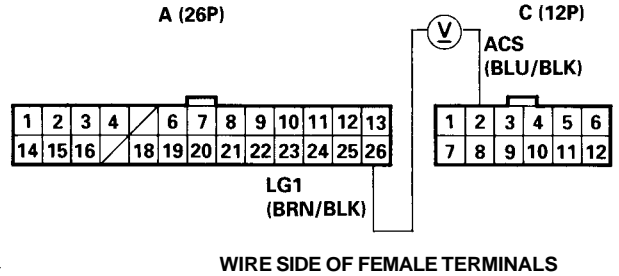 A (26P)
C (12P)
V
ACS
(BLU/BLK)
1 2 3 4 6 7 8 9 10 11 12 13
14 15 16 18 19 20 21 22 23 24 25 26
1 2 3 4 5 6
7 8 9 10 11 12
LG1
(BRN/BLK)
WIRE SIDE OF FEMALE TERMINALS